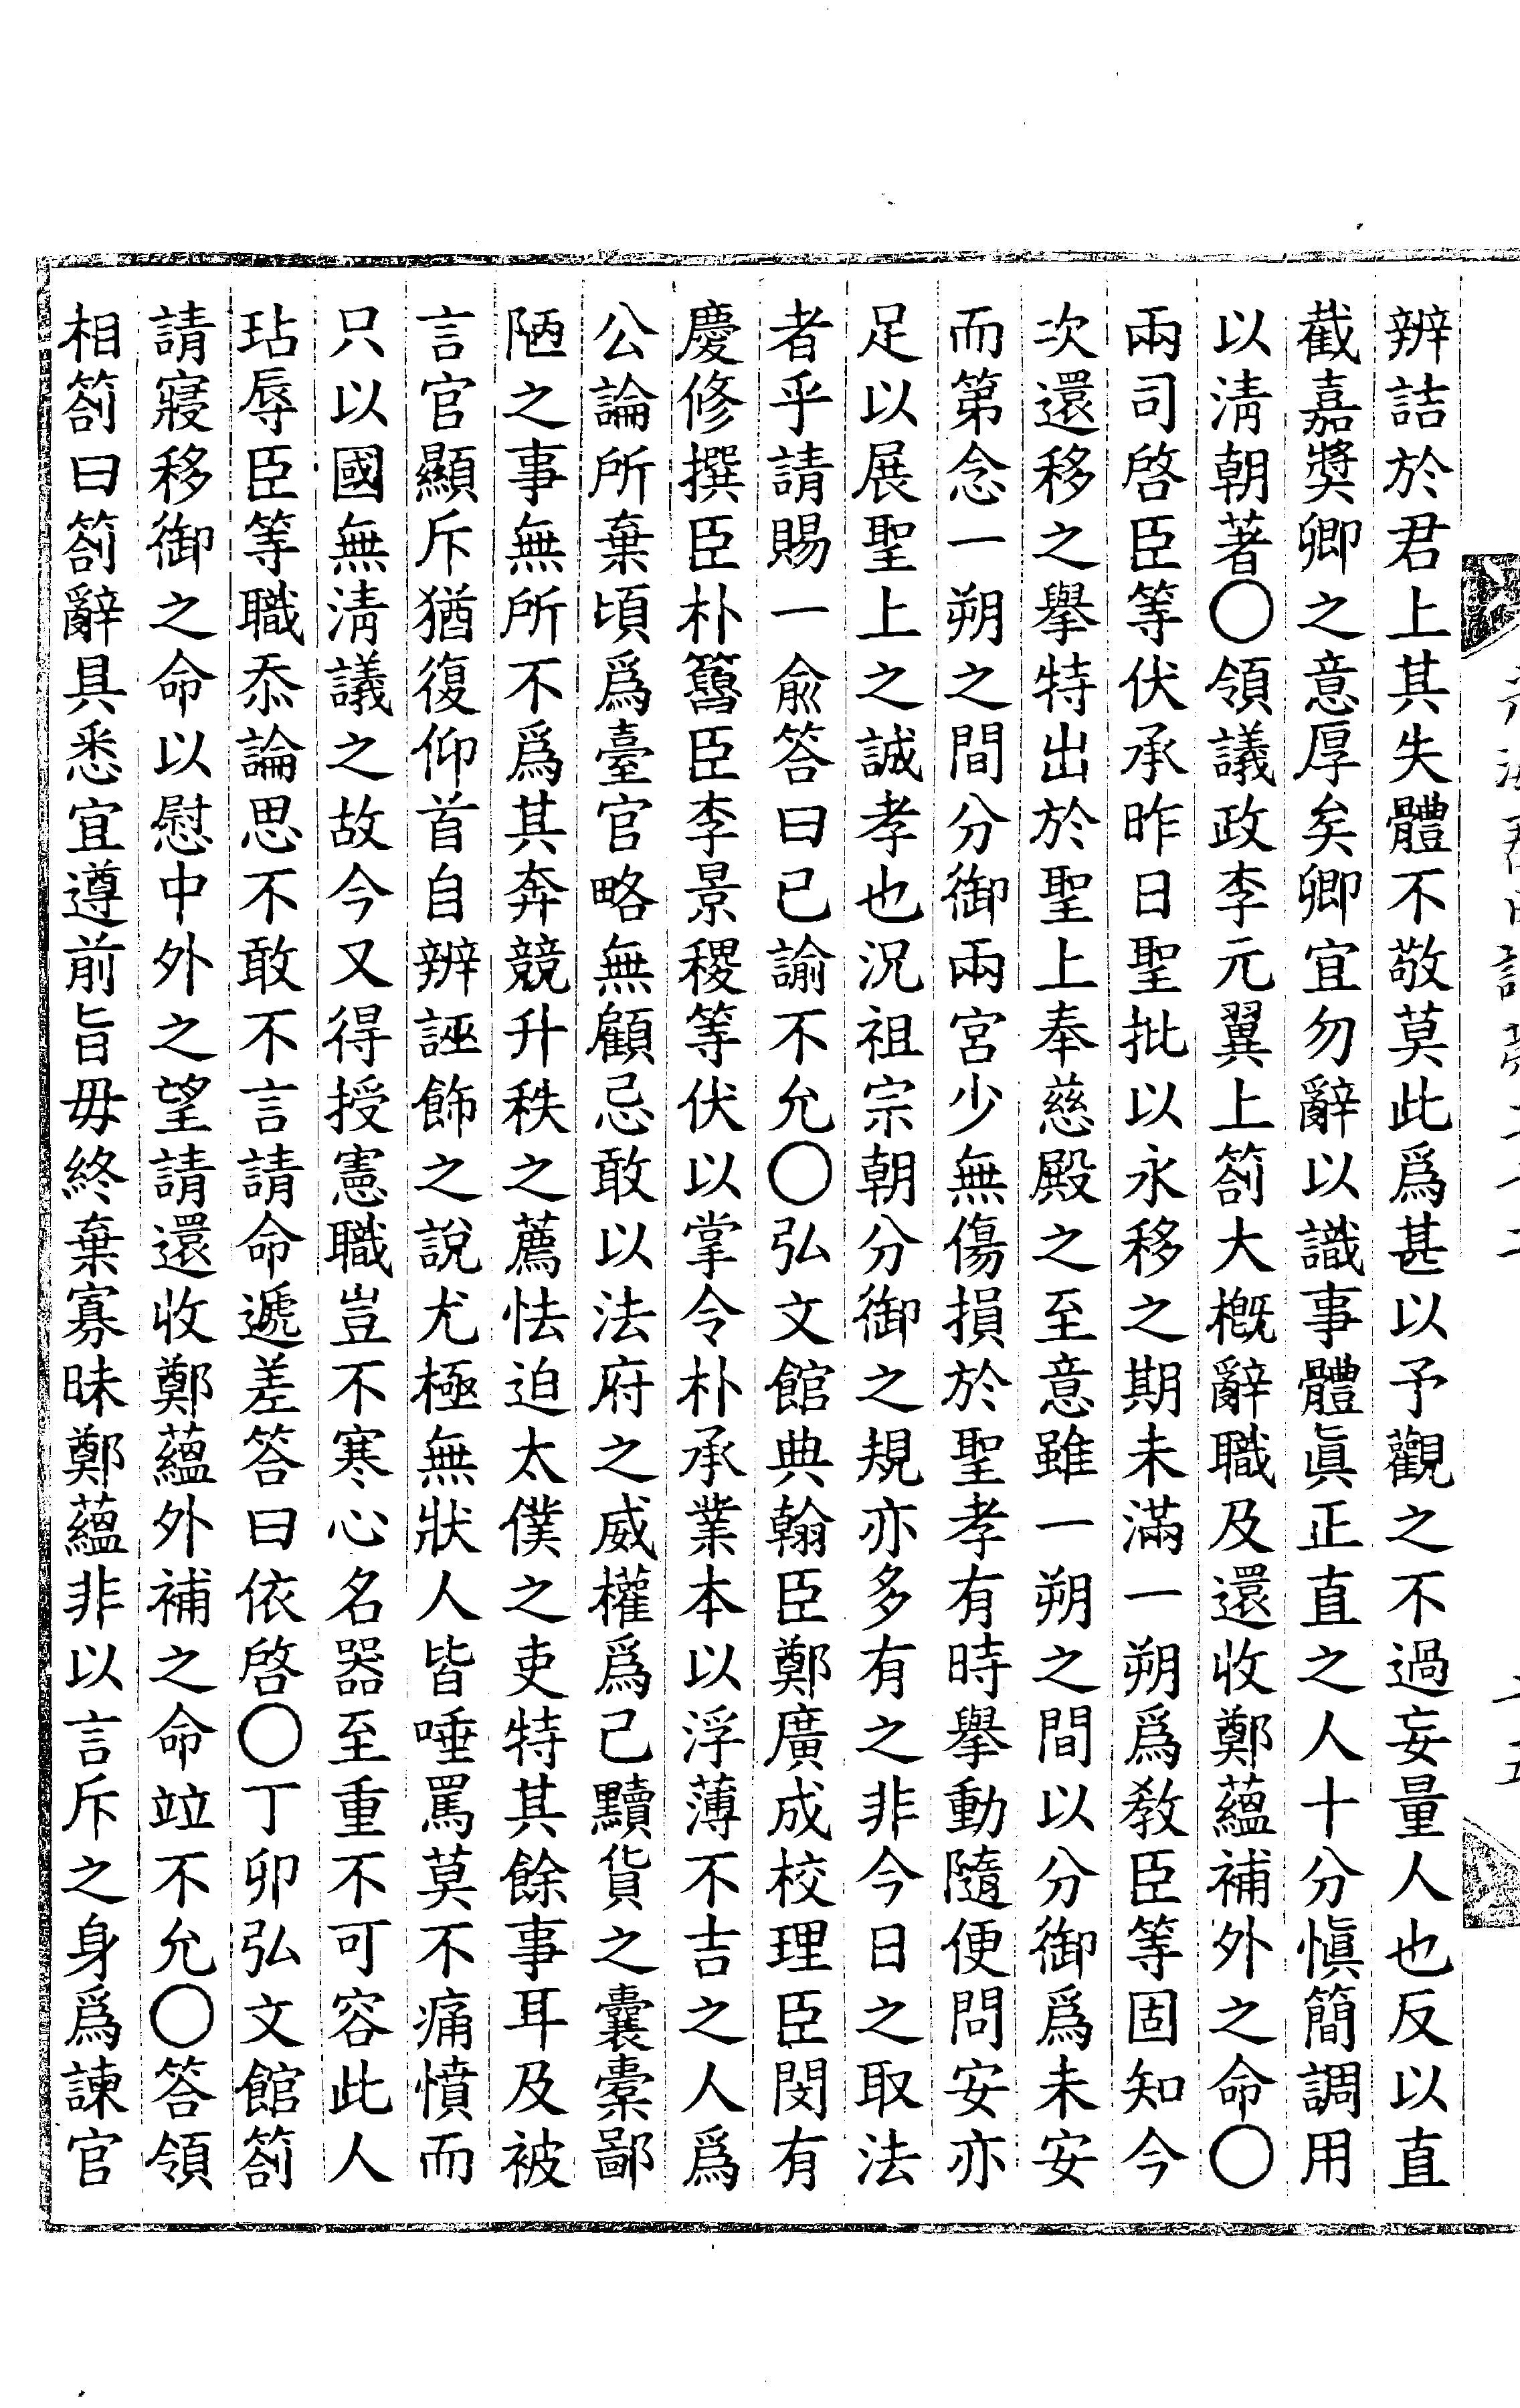 辨詰於君上其失體不敬莫此爲甚以予觀之不過妄量人也反以直
截嘉奬卿之意厚矣卿宜勿辭以識事體眞正直之人十分愼簡調用
以淸朝著○領議政李元翼上箚大槪辭職及還收鄭蘊補外之命○
兩司啓臣等伏承昨日聖批以永移之期未滿一朔爲敎臣等固知今
次還移之擧特出於聖上奉慈殿之至意雖一朔之間以分御爲未安
而第念一朔之間分御兩宮少無傷損於聖孝有時擧動隨便問安亦
足以展聖上之誠孝也況祖宗朝分御之規亦多有之非今日之取法
者乎請賜一兪答曰已諭不允○弘文館典翰臣鄭廣成校理臣閔有
慶修撰臣朴䈕臣李景稷等伏以掌令朴承業本以浮薄不吉之人爲
公論所棄頃爲臺官略無顧忌敢以法府之威權爲己黷貨之囊橐鄙
陋之事無所不爲其奔競升秩之薦怯迫太僕之吏特其餘事耳及被
言官顯斥猶復仰首自辨誣飾之說尤極無狀人皆唾罵莫不痛憤而
只以國無淸議之故今又得授憲職豈不寒心名器至重不可容此人
玷辱臣等職忝論思不敢不言請命遞差答曰依啓○丁卯弘文館箚
請寢移御之命以慰中外之望請還收鄭蘊外補之命竝不允○答領
相箚曰箚辭具悉宜遵前旨毋終棄寡昧鄭蘊非以言斥之身爲諫官